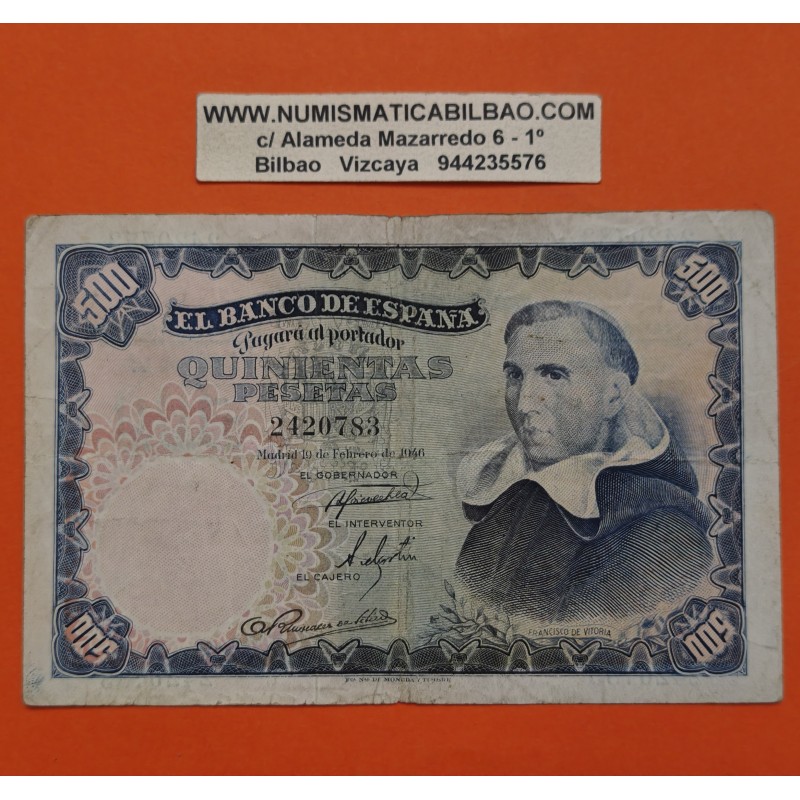 WWW.NUMISMATICABILBAO.COM
c/ Alameda Mazarredo 6 - 1º
Bilbao Vizcaya 944235576
500
500
EL BANCO DE ESPAÑA
Pagará al portador
QUINIENTAS
PESETAS
2420783
Madrid 19 de Febrero de 1946
EL GOBERNADOR
EL INTERVENTOR
EL CAJERO
FRANCISCO DE VITORIA
500
500